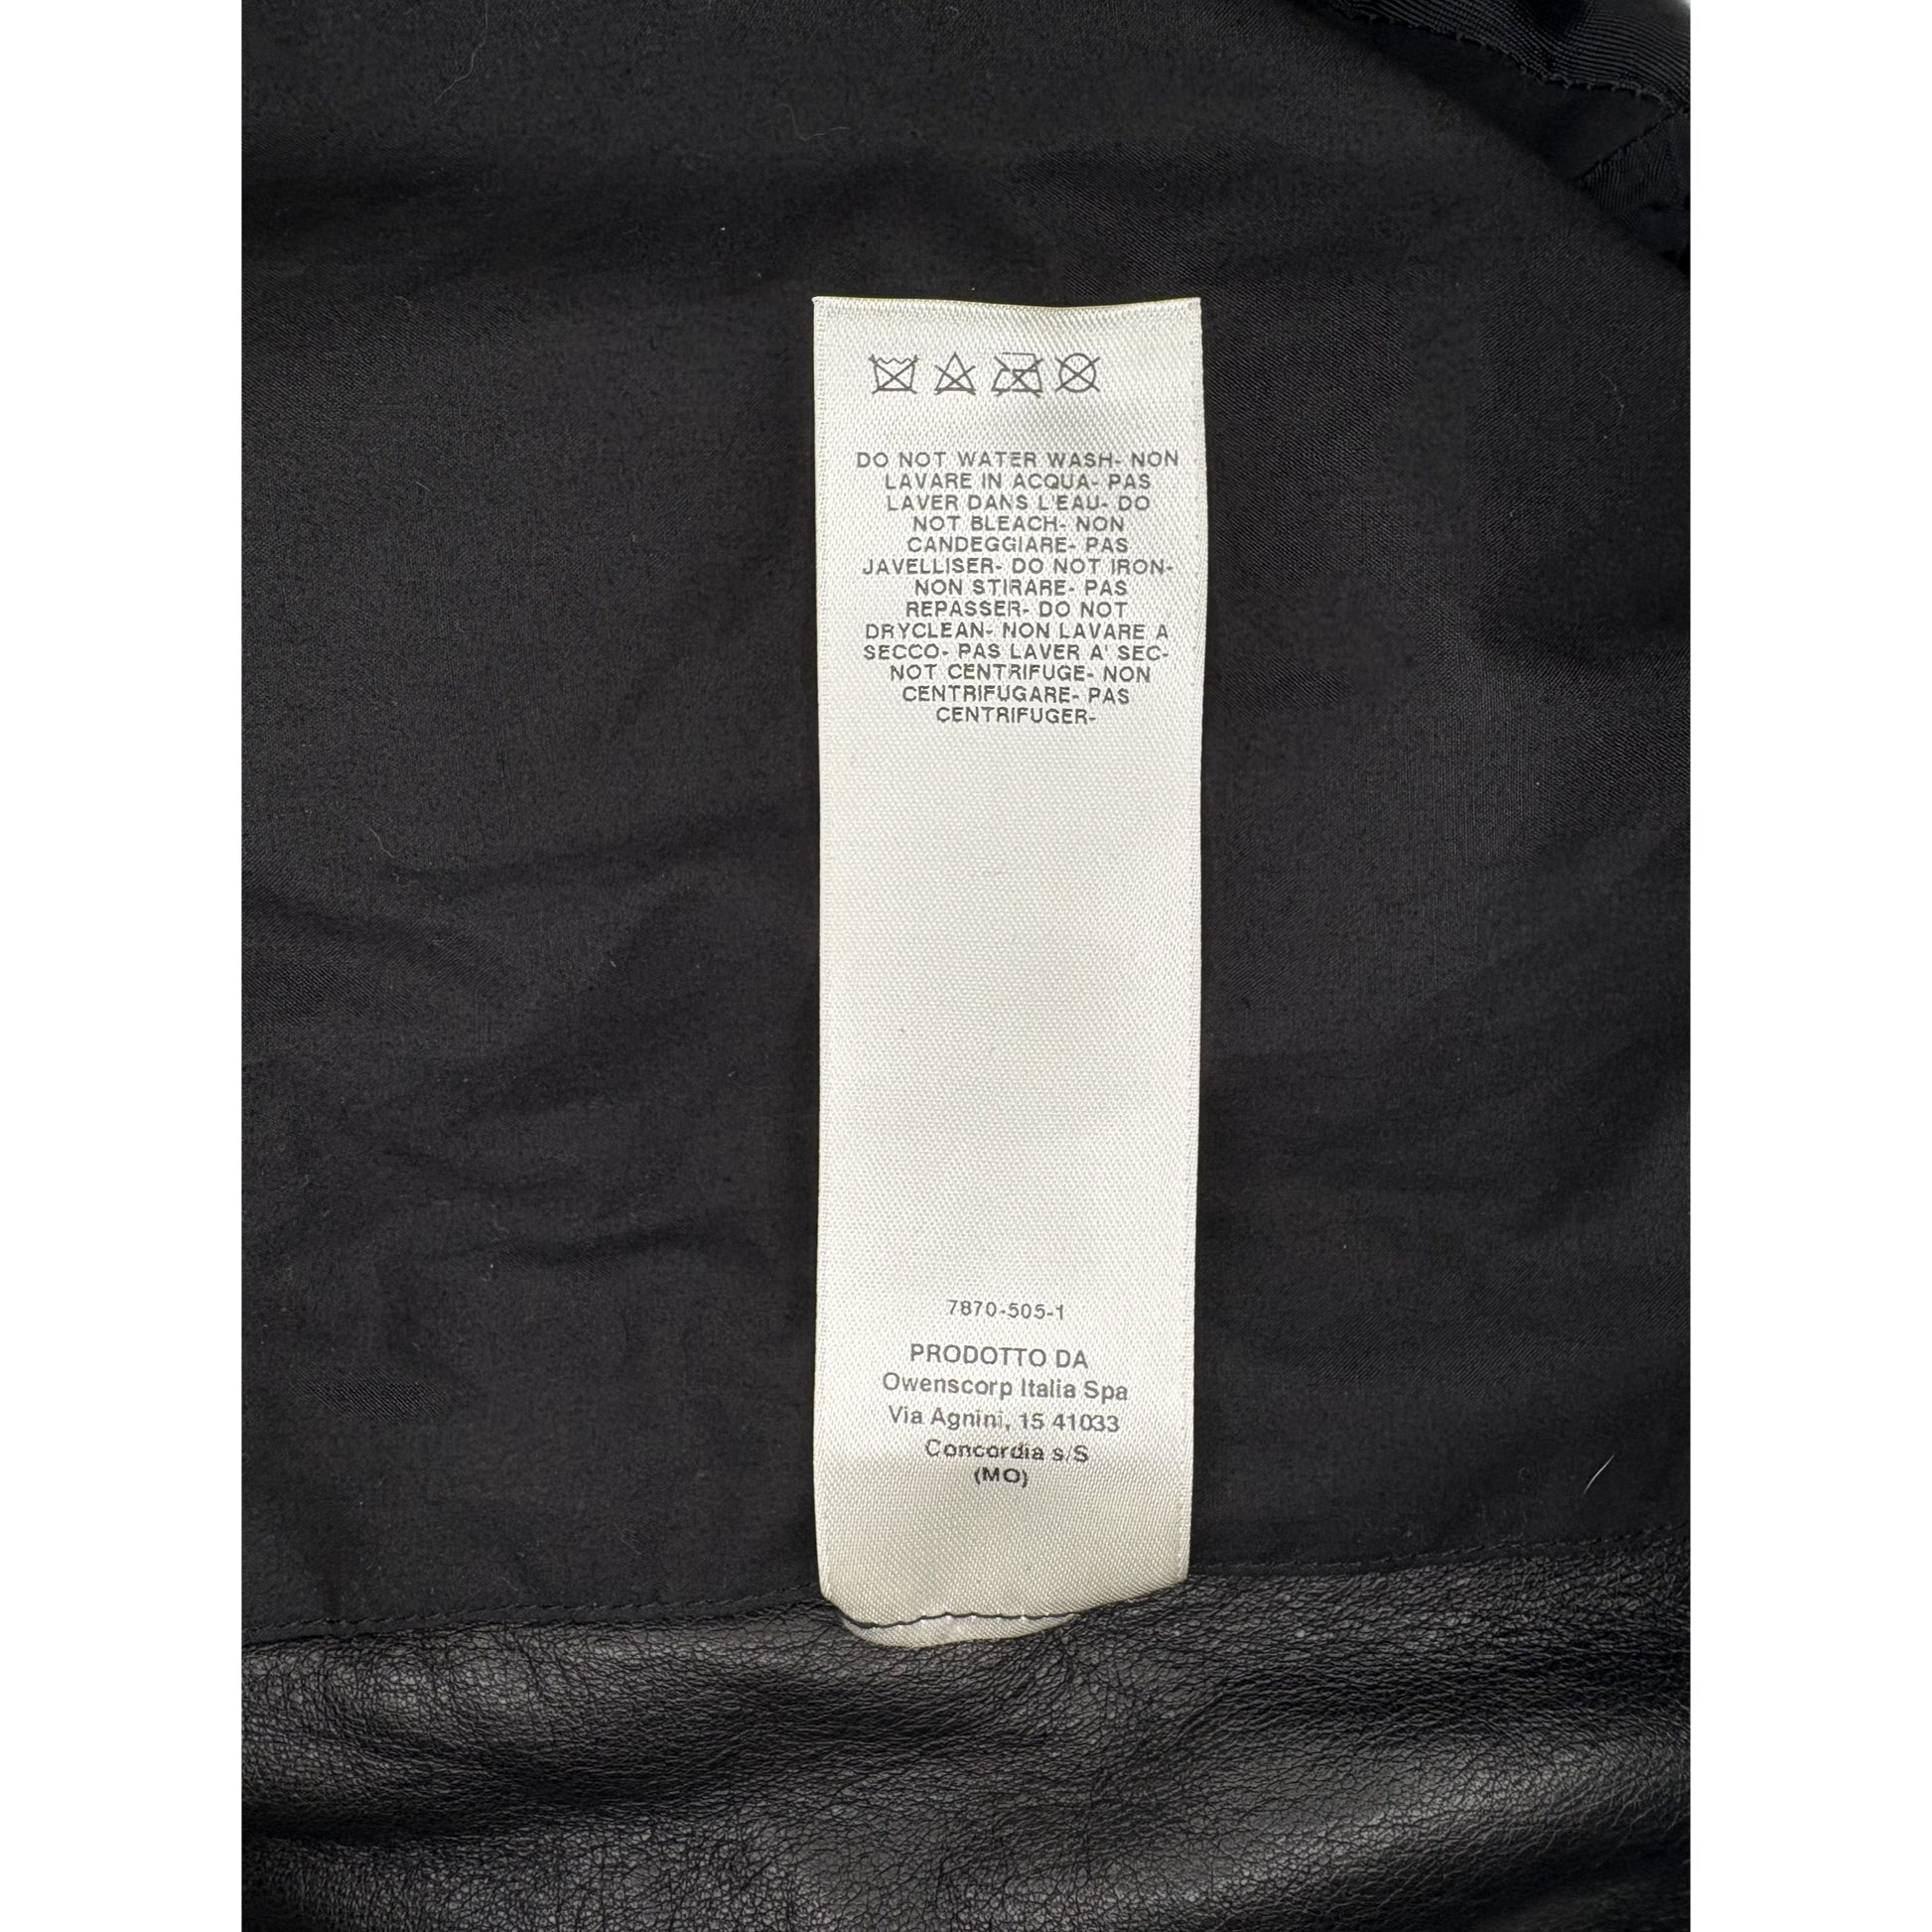 DO NOT WATER WASH- NON
LAVARE IN ACQUA- PAS
LAVER DANS L'EAU- DO
NOT BLEACH- NON
CANDEGGIARE- PAS
JAVELLISER- DO NOT IRON-
NON STIRARE- PAS
REPASSER- DO NOT
DRYCLEAN- NON LAVARE A
SECCO- PAS LAVER A' SEC-
NOT CENTRIFUGE- NON
CENTRIFUGARE- PAS
CENTRIFUGER-
7870-505-1
PRODOTTO DA
Owenscorp Italia Spa
Via Agnini, 15 41033
Concordia s/S
(MO)